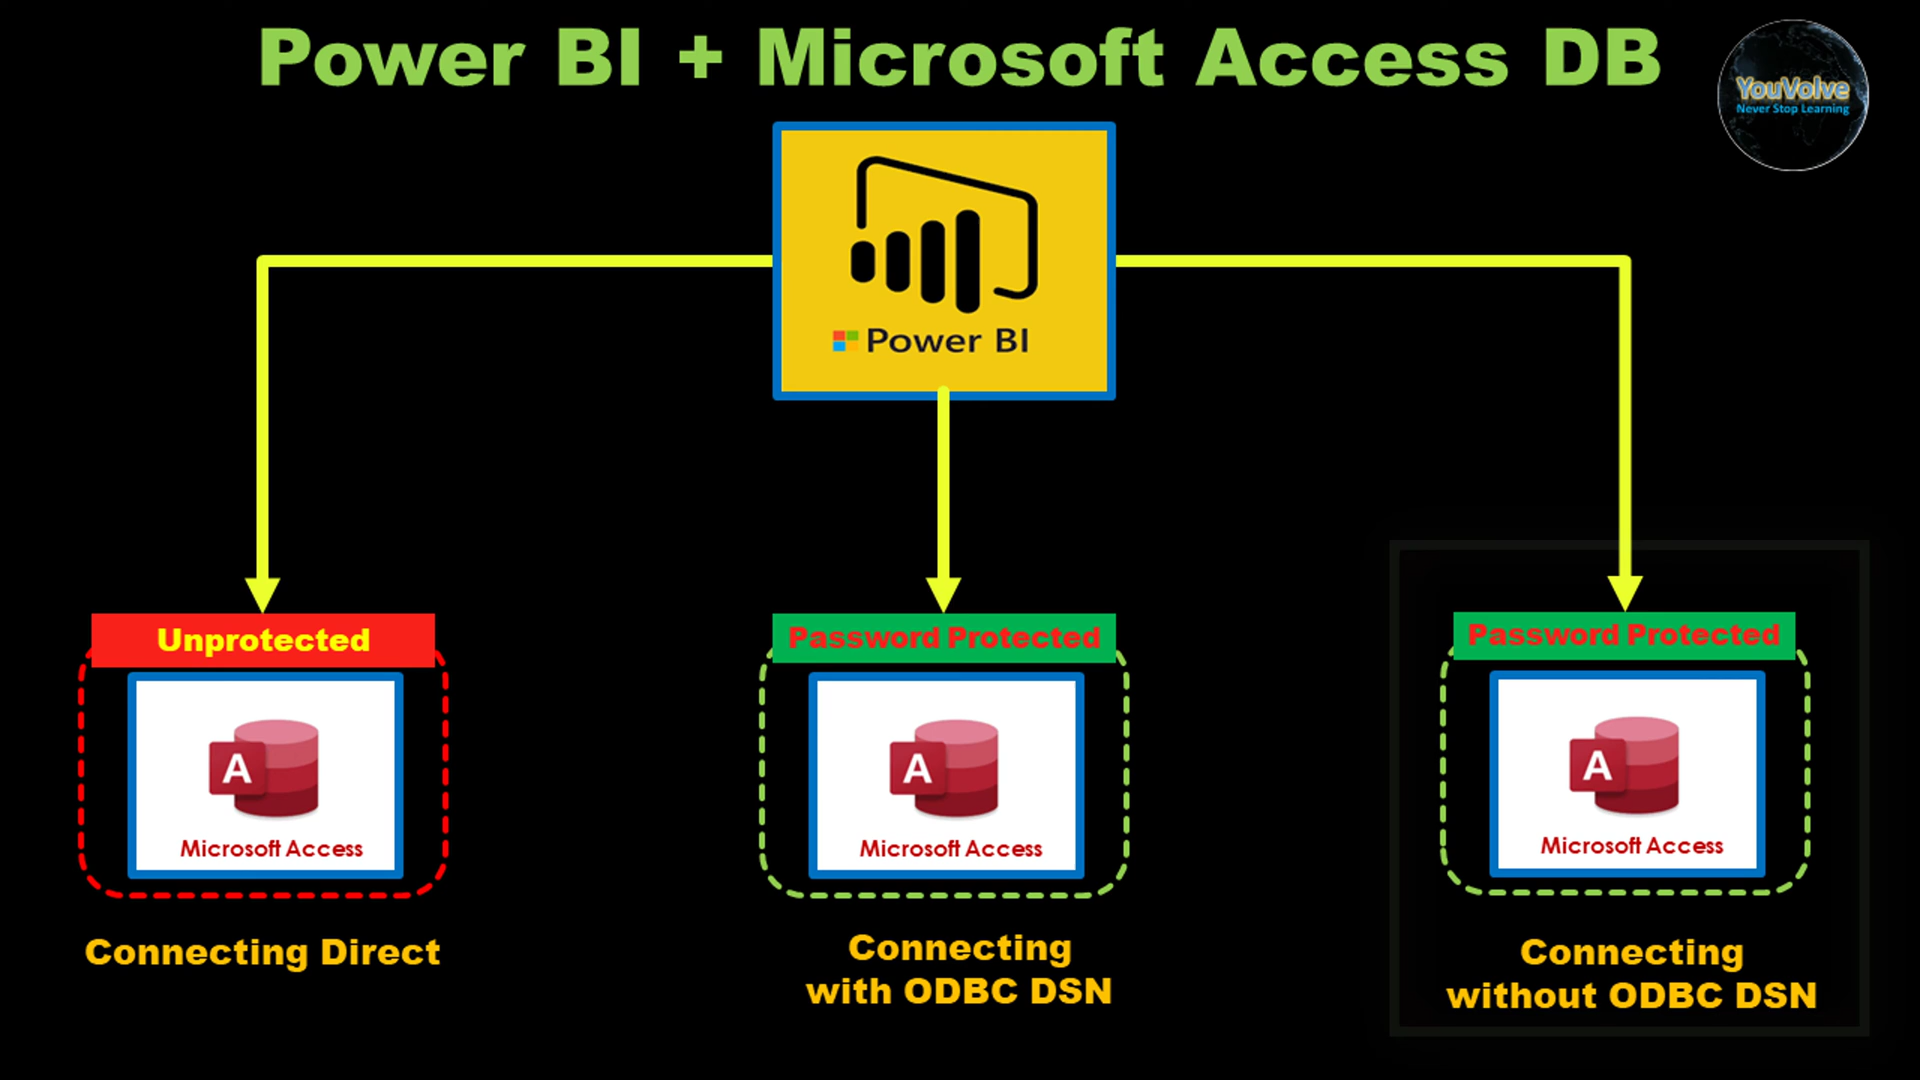 Power BI + Microsoft Access DB
YouVolve
Never Stop Learning
Power BI
Unprotected
Password Protected
Password Protected
A
Microsoft Access
A
Microsoft Access
A
Microsoft Access
Connecting Direct
Connecting
with ODBC DSN
Connecting
without ODBC DSN